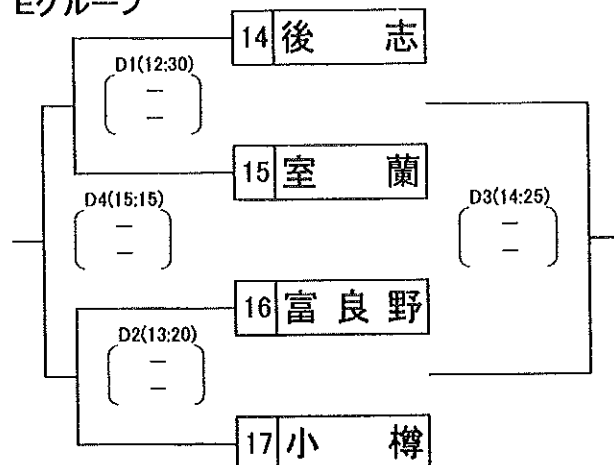 Eグループ
14 後 志
D1(12:30)
－
－
15 室 蘭
D4(15:15)
－
－
D3(14:25)
－
－
16 富 良 野
D2(13:20)
－
－
17 小 樽